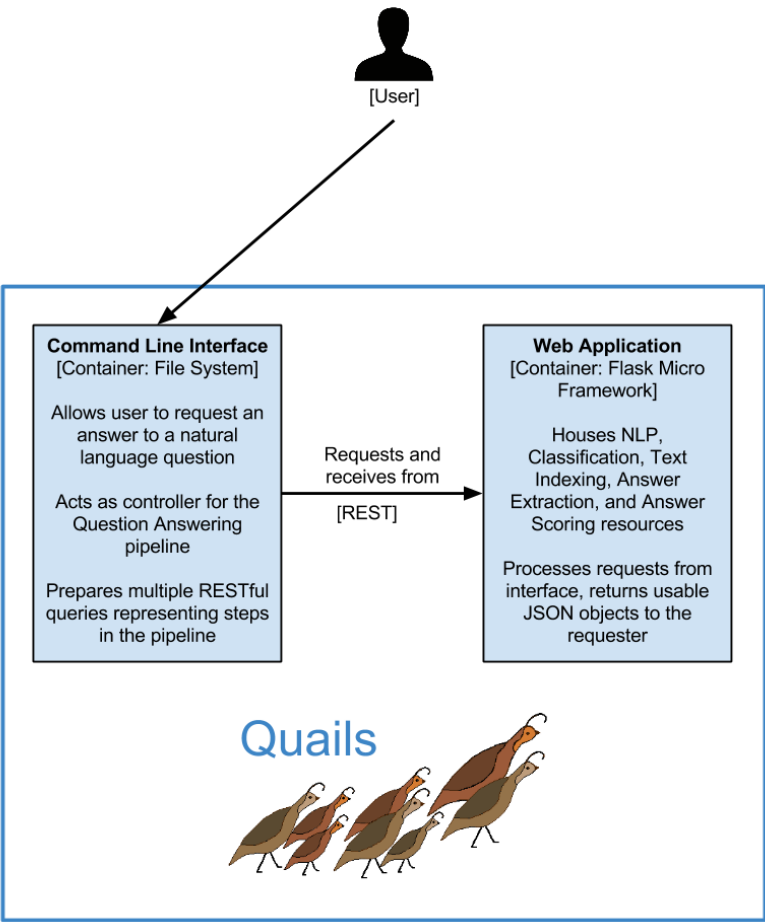 [User]
Command Line Interface
[Container: File System]
Allows user to request an
answer to a natural
language question
Acts as controller for the
Question Answering
pipeline
Prepares multiple RESTful
queries representing steps
in the pipeline
Requests and
receives from
[REST]
Web Application
[Container: Flask Micro
Framework]
Houses NLP,
Classification, Text
Indexing, Answer
Extraction, and Answer
Scoring resources
Processes requests from
interface, returns usable
JSON objects to the
requester
Quails